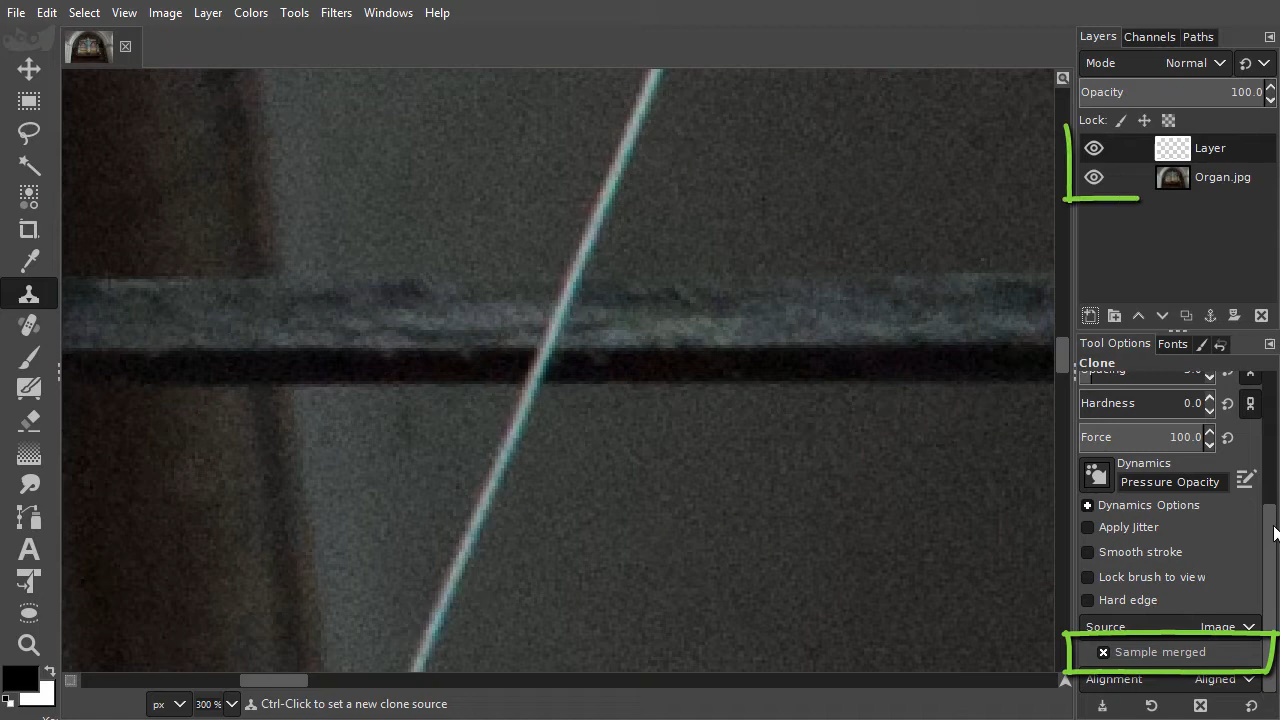 File Edit Select View Image Layer Colors Tools Filters Windows Help
Layers Channels Paths
Mode Normal
Opacity 100.0
Lock:
Layer
Organ.jpg
Tool Options Fonts
Clone
Hardness 0.0
Force 100.0
Dynamics
Pressure Opacity
Dynamics Options
Apply Jitter
Smooth stroke
Lock brush to view
Hard edge
Source Image
Sample merged
Alignment Aligned
px 300 % Ctrl-Click to set a new clone source